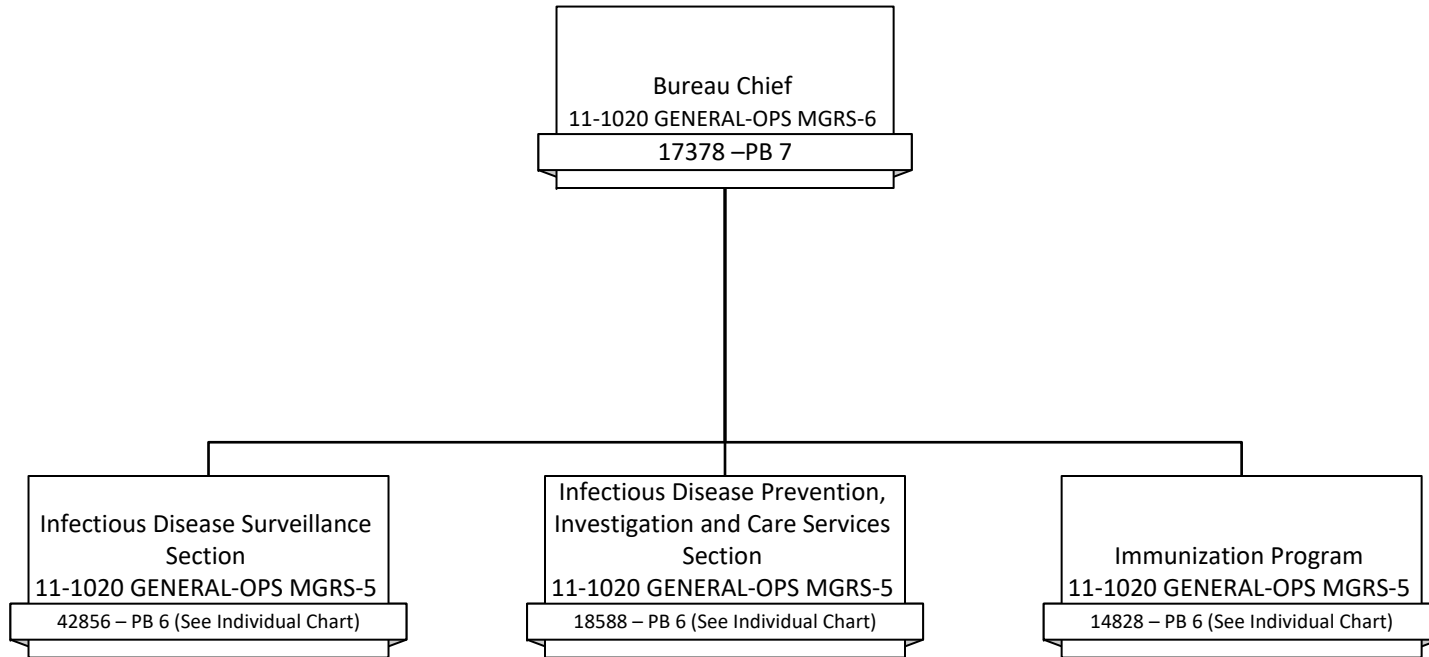 Bureau Chief
11-1020 GENERAL-OPS MGRS-6
17378 –PB 7
Infectious Disease Surveillance
Section
11-1020 GENERAL-OPS MGRS-5
42856 – PB 6 (See Individual Chart)
Infectious Disease Prevention,
Investigation and Care Services
Section
11-1020 GENERAL-OPS MGRS-5
18588 – PB 6 (See Individual Chart)
Immunization Program
11-1020 GENERAL-OPS MGRS-5
14828 – PB 6 (See Individual Chart)